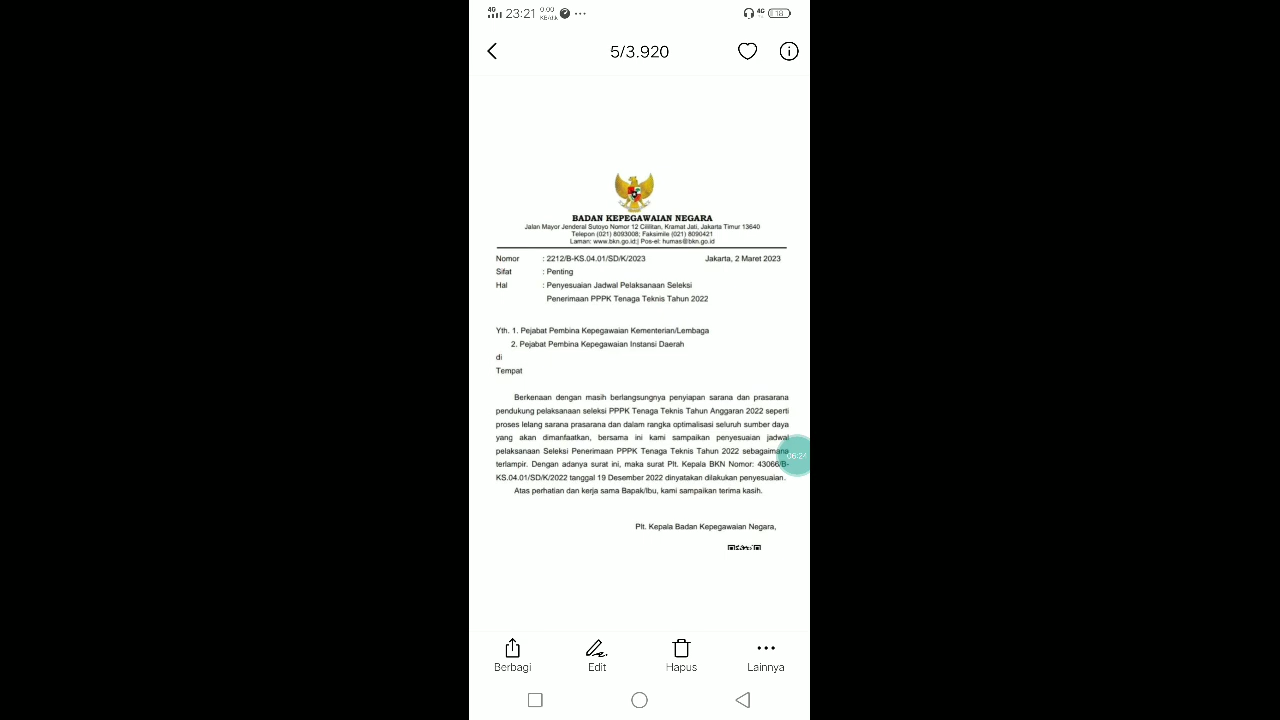 4G 23:21 0.00 ... 4G 18
5/3.920
BADAN KEPEGAWAIAN NEGARA
Jalan Mayor Jenderal Sutoyo Nomor 12 Cililitan, Kramat Jati, Jakarta Timur 13640
Telepon (021) 8093008; Faksimile (021) 8090421
Laman: www.bkn.go.id;| Pos-el: humas@bkn.go.id
Nomor : 2212/B-KS.04.01/SD/K/2023 Jakarta, 2 Maret 2023
Sifat : Penting
Hal : Penyesuaian Jadwal Pelaksanaan Seleksi
Penerimaan PPPK Tenaga Teknis Tahun 2022
Yth. 1. Pejabat Pembina Kepegawaian Kementerian/Lembaga
2. Pejabat Pembina Kepegawaian Instansi Daerah
di
Tempat
Berkenaan dengan masih berlangsungnya penyiapan sarana dan prasarana
pendukung pelaksanaan seleksi PPPK Tenaga Teknis Tahun Anggaran 2022 seperti
proses lelang sarana prasarana dan dalam rangka optimalisasi seluruh sumber daya
yang akan dimanfaatkan, bersama ini kami sampaikan penyesuaian jadwal
pelaksanaan Seleksi Penerimaan PPPK Tenaga Teknis Tahun 2022 sebagaimana
terlampir. Dengan adanya surat ini, maka surat Plt. Kepala BKN Nomor: 43066/B-
KS.04.01/SD/K/2022 tanggal 19 Desember 2022 dinyatakan dilakukan penyesuaian.
Atas perhatian dan kerja sama Bapak/Ibu, kami sampaikan terima kasih.
Plt. Kepala Badan Kepegawaian Negara,
Berbagi Edit Hapus Lainnya